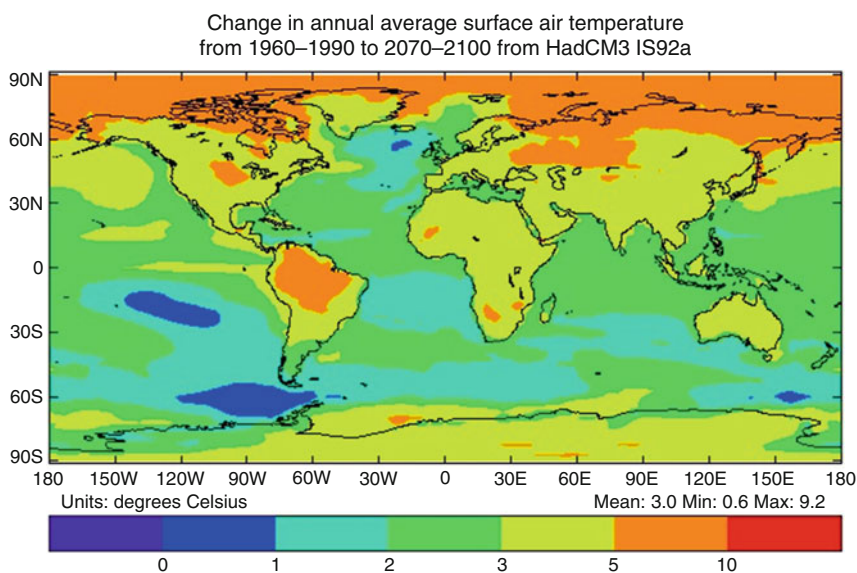 Change in annual average surface air temperature
from 1960–1990 to 2070–2100 from HadCM3 IS92a
90N
60N
30N
0
30S
60S
90S
180 150W 120W 90W 60W 30W 0 30E 60E 90E 120E 150E 180
Units: degrees Celsius Mean: 3.0 Min: 0.6 Max: 9.2
0 1 2 3 5 10